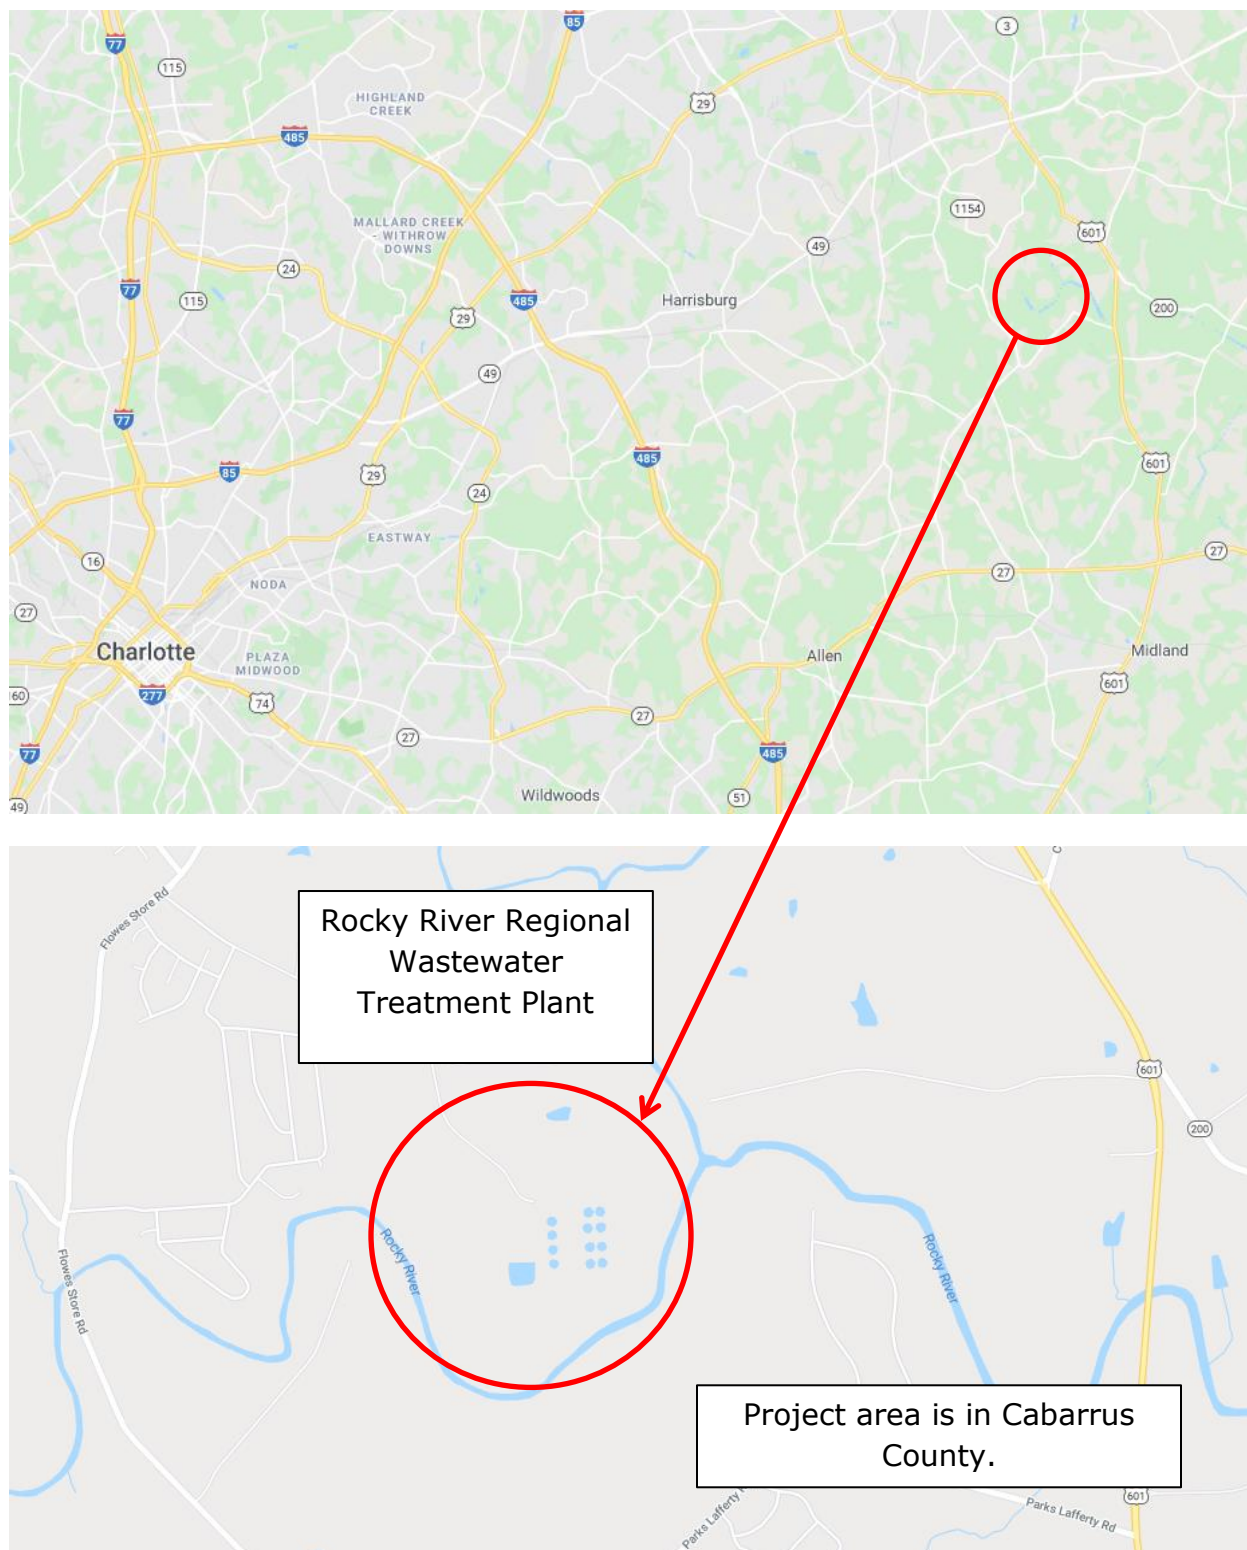 77
85
3
115
HIGHLAND
CREEK
29
485
1154
MALLARD CREEK
- WITHROW
DOWNS
601
49
24
77
115
485
Harrisburg
200
29
49
77
485
601
85
29
24
EASTWAY
16
27
NODA
27
27
Charlotte
PLAZA
MIDWOOD
Allen
Midland
60
277
74
601
27
27
77
485
Wildwoods
51
49
Flowes Store Rd
Rocky River Regional
Wastewater
Treatment Plant
601
200
Rocky River
Rocky River
Flowes Store Rd
Project area is in Cabarrus
County.
601
Parks Lafferty
Parks Lafferty Rd